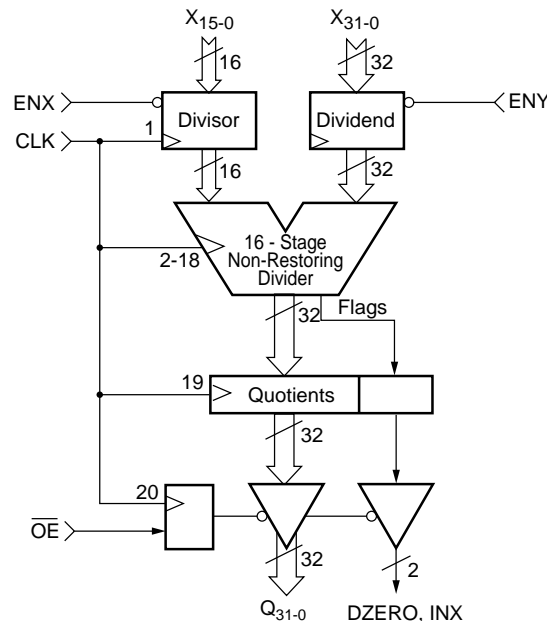 X15-0 X31-0
16 32
ENX ENY
Divisor Dividend
CLK 1
16 32
16 - Stage
Non-Restoring
Divider
2-18
32 Flags
19 Quotients
32
20
OE
32 2
Q31-0 DZERO, INX